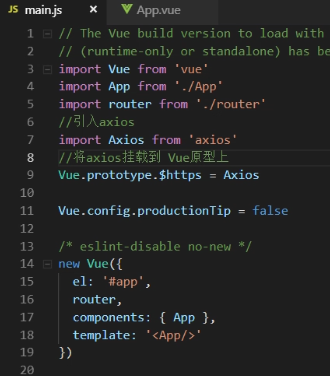 JS main.js × App.vue
1 // The Vue build version to load with
2 // (runtime-only or standalone) has be
3 import Vue from 'vue'
4 import App from './App'
5 import router from './router'
6 //引入axios
7 import Axios from 'axios'
8 //将axios挂载到 Vue原型上
9 Vue.prototype.$https = Axios
10
11 Vue.config.productionTip = false
12
13 /* eslint-disable no-new */
14 new Vue({
15 el: '#app',
16 router,
17 components: { App },
18 template: '<App/>'
19 })
20